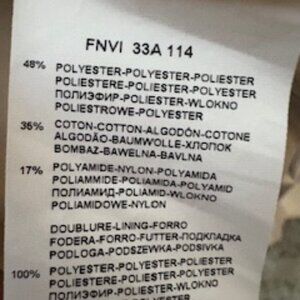 FNVI 33A 114
48% POLYESTER-POLYESTER-POLIESTER
POLIESTERE-POLIESTER-POLYESTER
ПОЛИЭФИР-POLIESTER-WLOKNO
POLIESTROWE-POLYESTER
35% COTON-COTTON-ALGODÓN-COTONE
ALGODÃO-BAUMWOLLE-ХЛОПОК
BOMBAZ-BAWELNA-BAVLNA
17% POLYAMIDE-NYLON-POLYAMIDA
POLIAMMIDE-POLIAMIDA-POLYAMID
ПОЛИАМИД-POLIAMID-WLOKNO
POLIAMIDOWE-NYLON
DOUBLURE-LINING-FORRO
FODERA-FORRO-FUTTER-ПОДКЛАДКА
PODLOGA-PODSZEWKA-PODSIVKA
100% POLYESTER-POLYESTER-POLIESTER
POLIESTERE-POLIESTER-POLYESTER
ПОЛИЭФИР-POLIESTER-WLOKNO